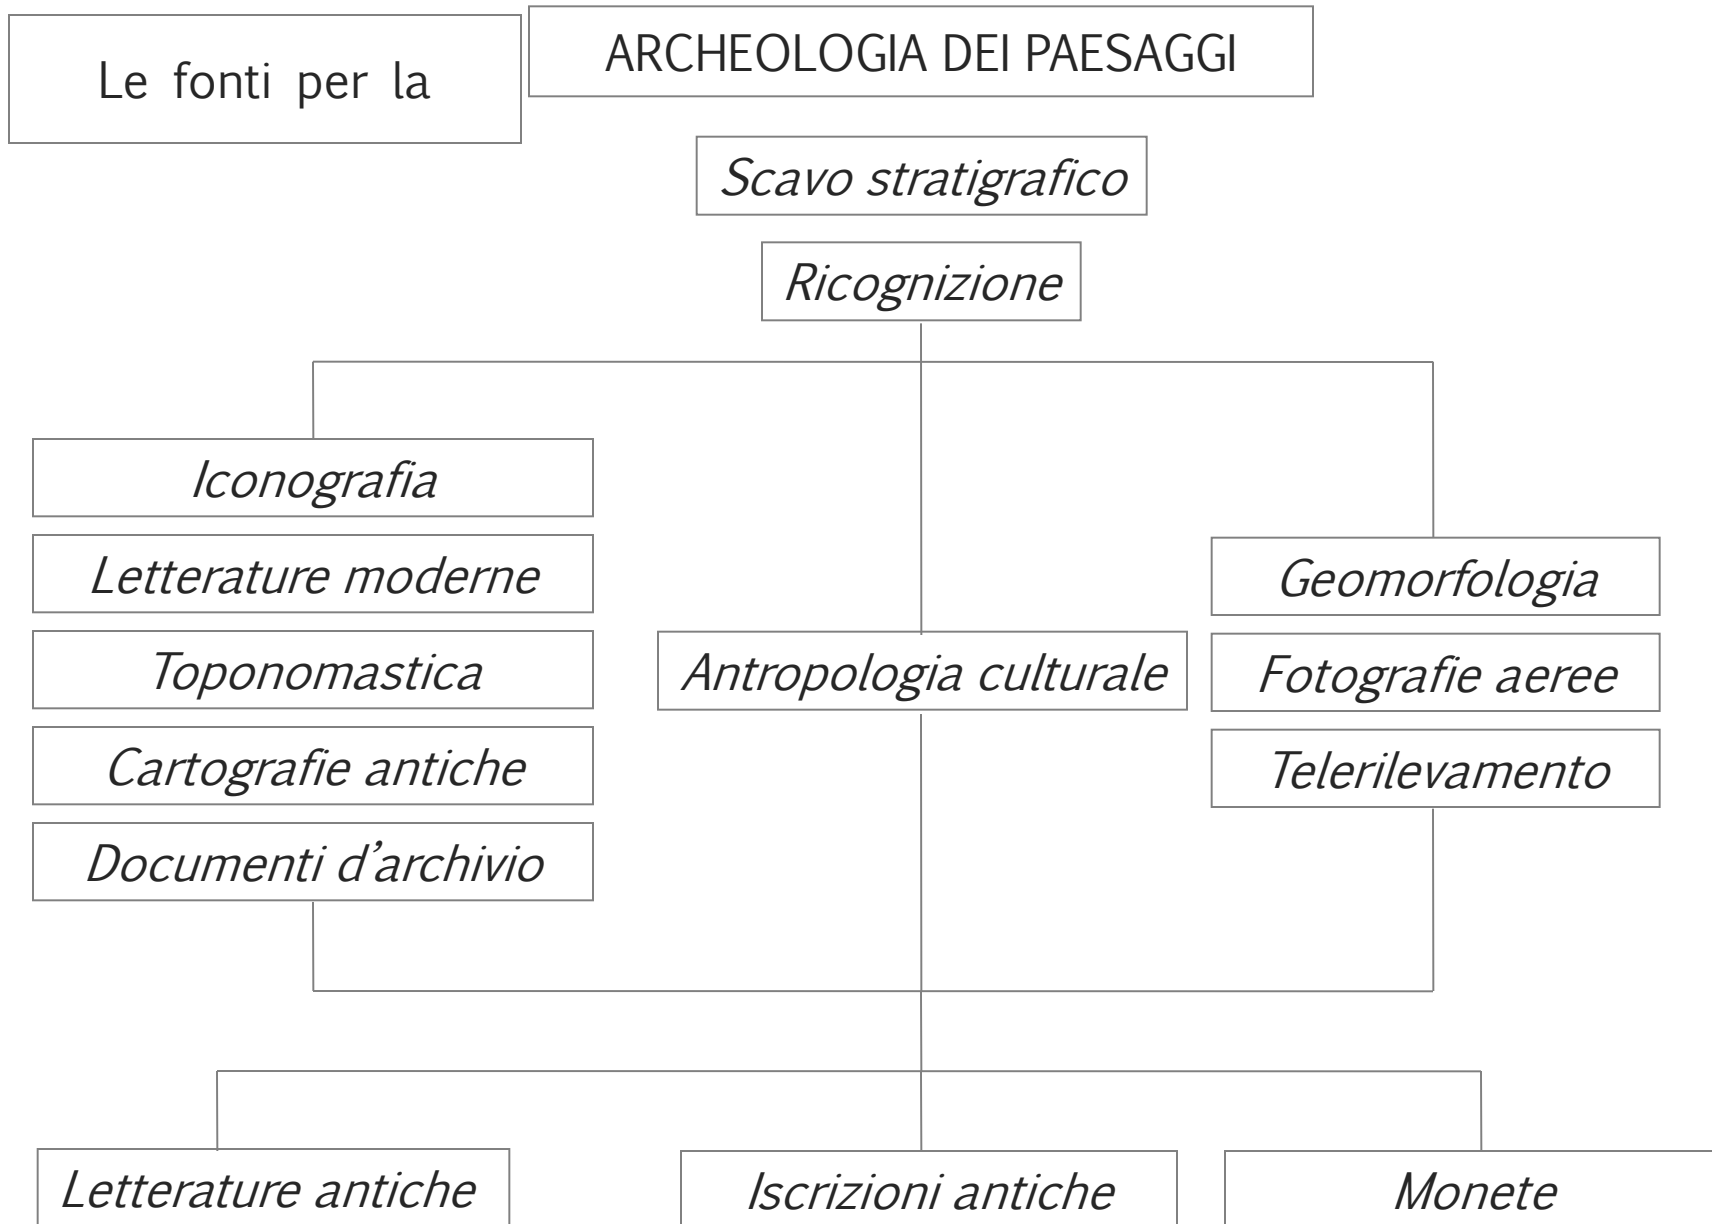 Le fonti per la
ARCHEOLOGIA DEI PAESAGGI
Scavo stratigrafico
Ricognizione
Iconografia
Letterature moderne
Toponomastica
Cartografie antiche
Documenti d'archivio
Antropologia culturale
Geomorfologia
Fotografie aeree
Telerilevamento
Letterature antiche
Iscrizioni antiche
Monete